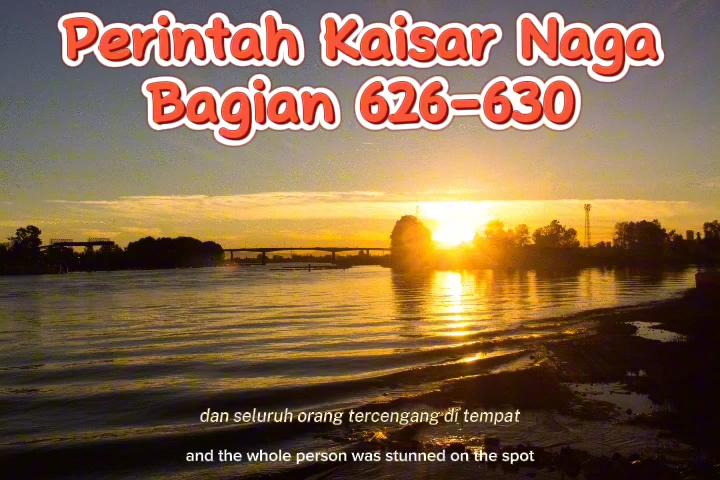 Perintah Kaisar Naga
Bagian 626-630
dan seluruh orang tercengang di tempat
and the whole person was stunned on the spot